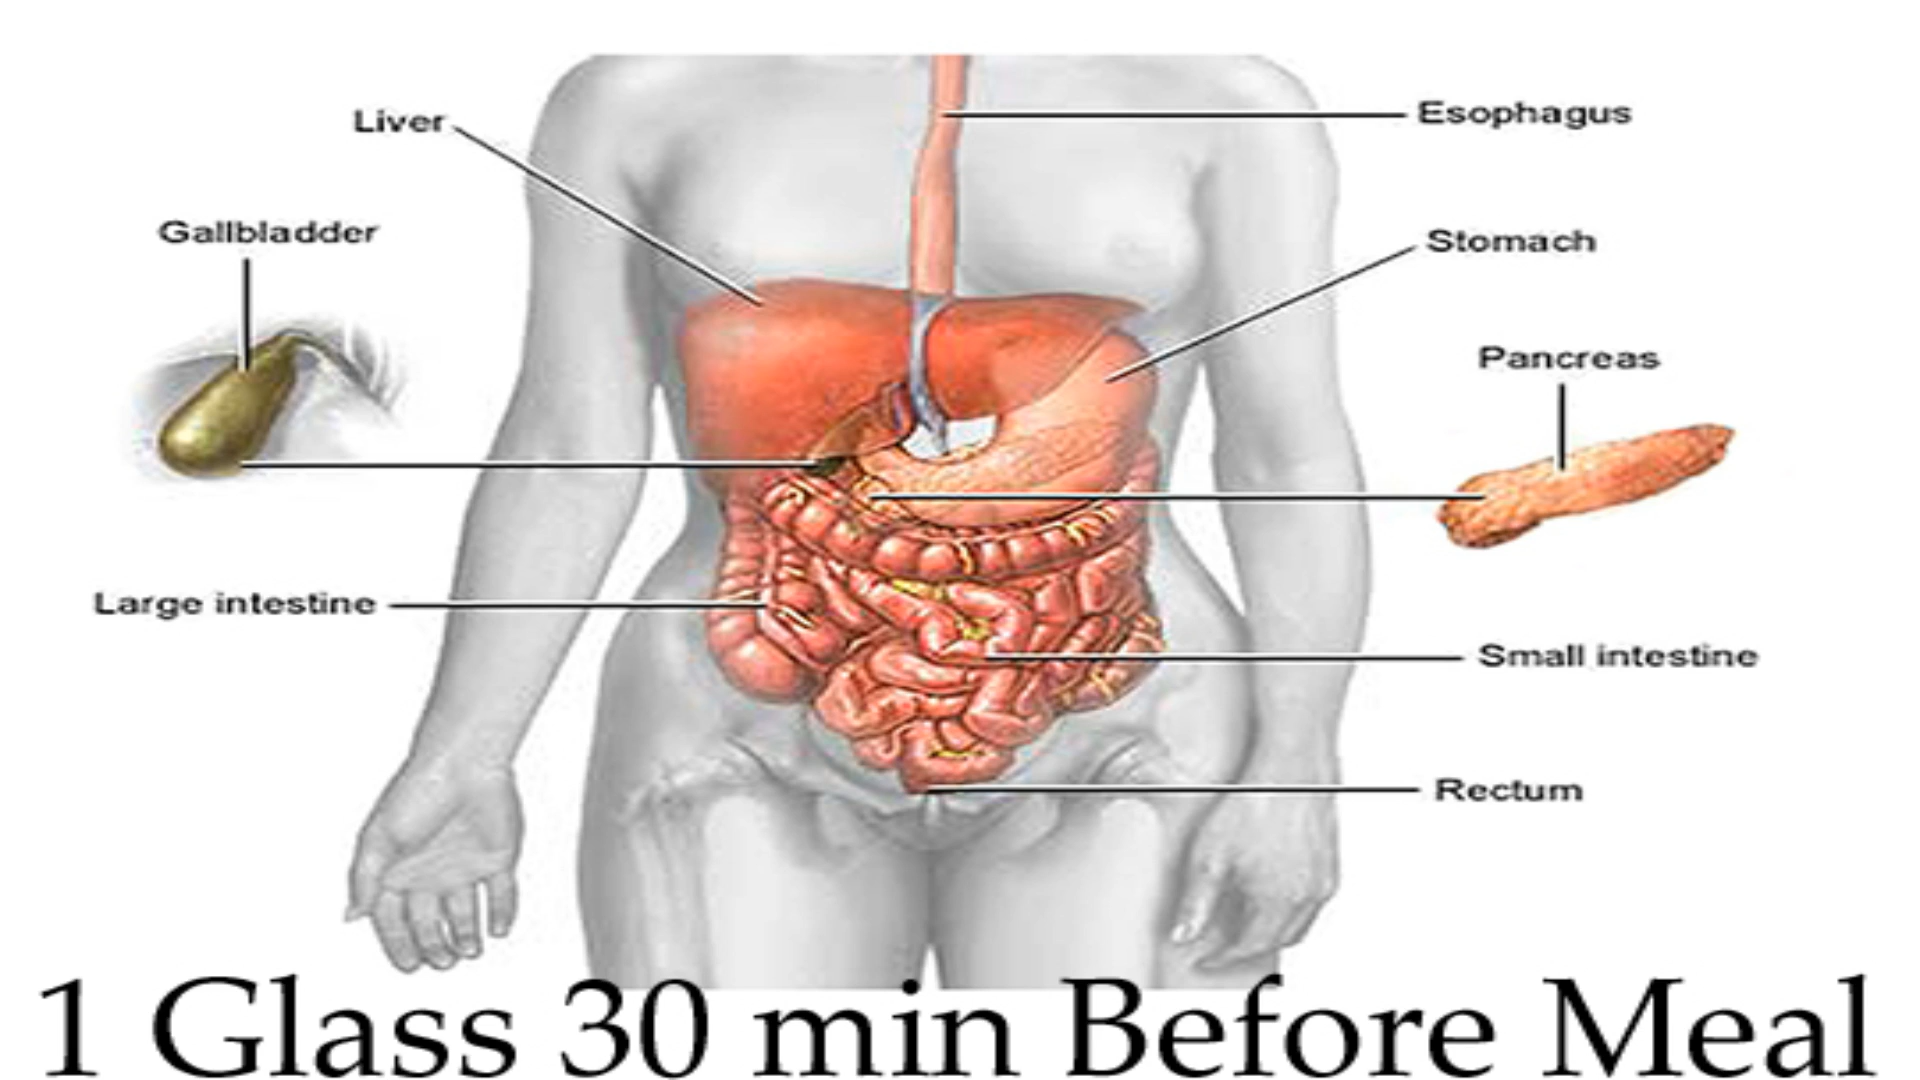 Liver
Esophagus
Gallbladder
Stomach
Pancreas
Large intestine
Small intestine
Rectum
1 Glass 30 min Before Meal